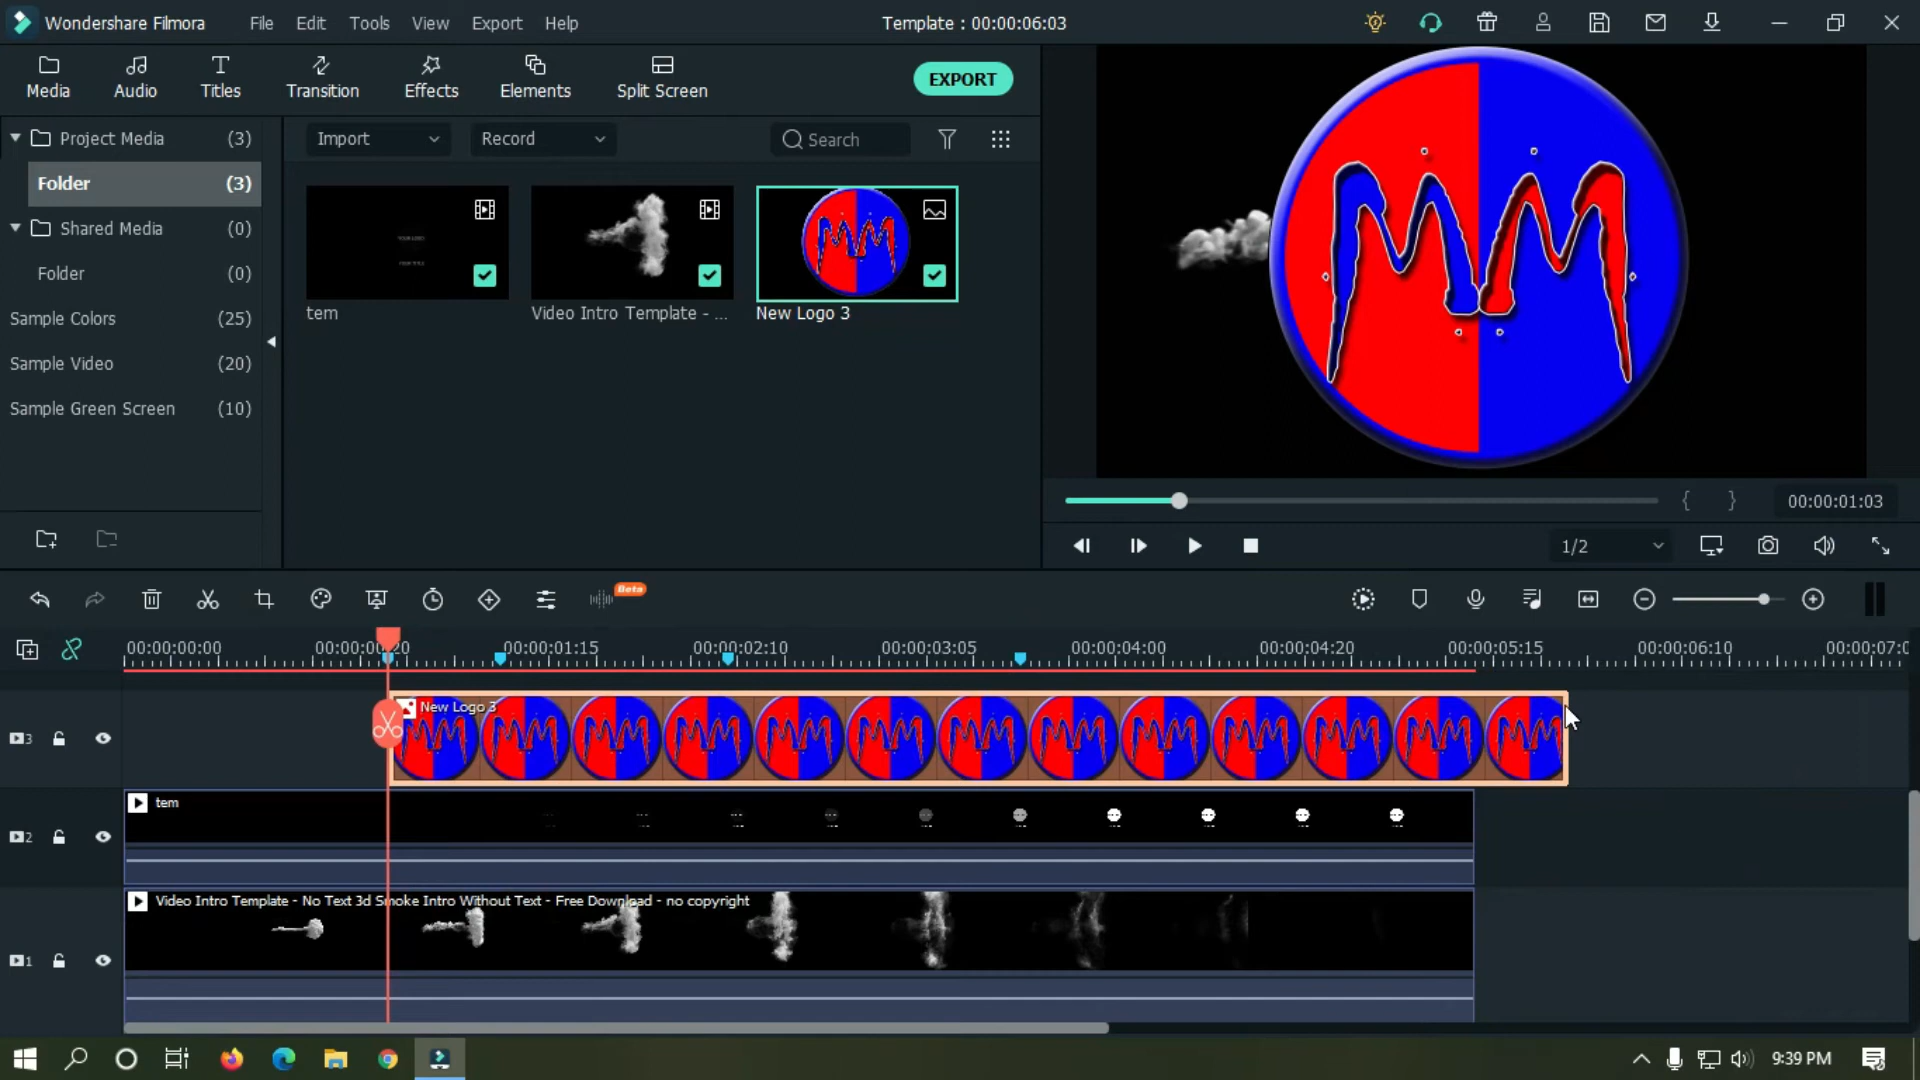 Wondershare Filmora File Edit Tools View Export Help Template : 00:00:06:03
Media Audio Titles Transition Effects Elements Split Screen EXPORT
Project Media (3)
Folder (3)
Shared Media (0)
Folder (0)
Sample Colors (25)
Sample Video (20)
Sample Green Screen (10)
Import Record Search
tem Video Intro Template - ... New Logo 3
00:00:01:03
1/2
Beta
00:00:00:00 00:00:00:20 00:00:01:15 00:00:02:10 00:00:03:05 00:00:04:00 00:00:04:20 00:00:05:15 00:00:06:10
3 New Logo 3
2 tem
1 Video Intro Template - No Text 3d Smoke Intro Without Text - Free Download - no copyright
9:39 PM